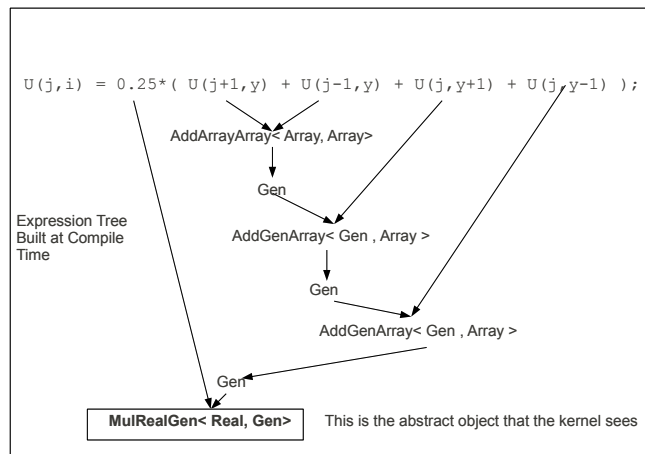 U(j,i) = 0.25*( U(j+1,y) + U(j-1,y) + U(j,y+1) + U(j,y-1) );
AddArrayArray< Array, Array>
Gen
Expression Tree
Built at Compile
Time
AddGenArray< Gen , Array >
Gen
AddGenArray< Gen , Array >
Gen
MulRealGen< Real, Gen>
This is the abstract object that the kernel sees